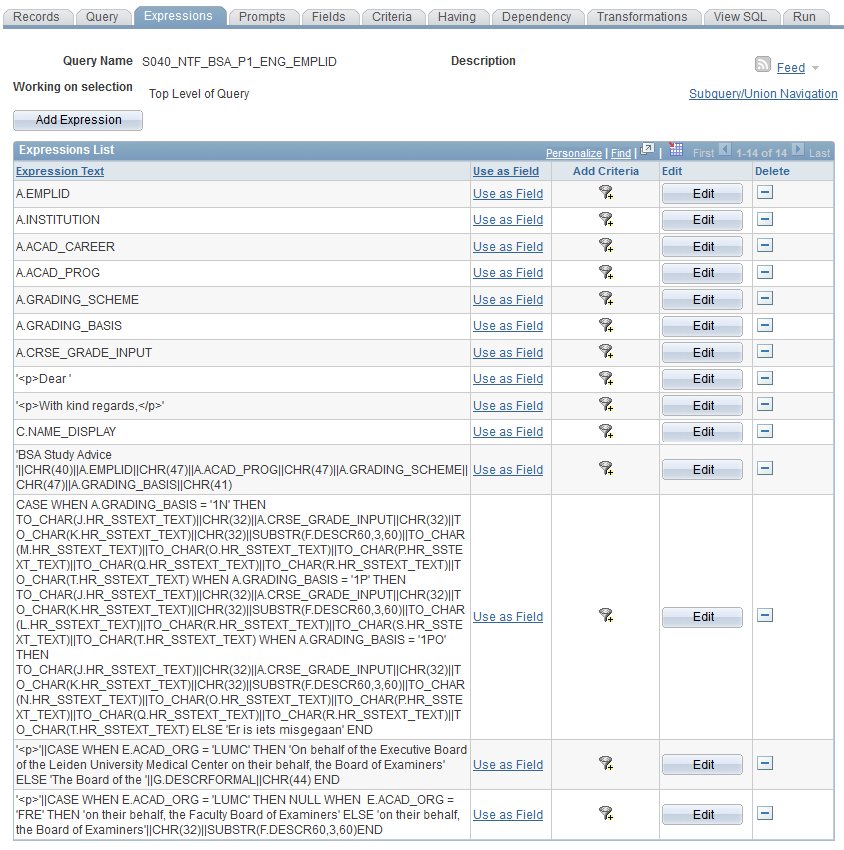 Records Query Expressions Prompts Fields Criteria Having Dependency Transformations View SQL Run
Query Name S040_NTF_BSA_P1_ENG_EMPLID Description
Feed
Working on selection Top Level of Query
Subquery/Union Navigation
Add Expression
Expressions List Personalize | Find | | First 1-14 of 14 Last
Expression Text Use as Field Add Criteria Edit Delete
A.EMPLID Use as Field Edit
A.INSTITUTION Use as Field Edit
A.ACAD_CAREER Use as Field Edit
A.ACAD_PROG Use as Field Edit
A.GRADING_SCHEME Use as Field Edit
A.GRADING_BASIS Use as Field Edit
A.CRSE_GRADE_INPUT Use as Field Edit
'<p>Dear ' Use as Field Edit
'<p>With kind regards,</p>' Use as Field Edit
C.NAME_DISPLAY Use as Field Edit
'BSA Study Advice
'||CHR(40)||A.EMPLID||CHR(47)||A.ACAD_PROG||CHR(47)||A.GRADING_SCHEME|| Use as Field Edit
CHR(47)||A.GRADING_BASIS||CHR(41)
CASE WHEN A.GRADING_BASIS = '1N' THEN
TO_CHAR(J.HR_SSTEXT_TEXT)||CHR(32)||A.CRSE_GRADE_INPUT||CHR(32)||T
O_CHAR(K.HR_SSTEXT_TEXT)||CHR(32)||SUBSTR(F.DESCR60,3,60)||TO_CHAR
(M.HR_SSTEXT_TEXT)||TO_CHAR(O.HR_SSTEXT_TEXT)||TO_CHAR(P.HR_SSTE
XT_TEXT)||TO_CHAR(Q.HR_SSTEXT_TEXT)||TO_CHAR(R.HR_SSTEXT_TEXT)||T
O_CHAR(T.HR_SSTEXT_TEXT) WHEN A.GRADING_BASIS = '1P' THEN
TO_CHAR(J.HR_SSTEXT_TEXT)||CHR(32)||A.CRSE_GRADE_INPUT||CHR(32)||T
O_CHAR(K.HR_SSTEXT_TEXT)||CHR(32)||SUBSTR(F.DESCR60,3,60)||TO_CHAR
(L.HR_SSTEXT_TEXT)||TO_CHAR(R.HR_SSTEXT_TEXT)||TO_CHAR(S.HR_SSTE Use as Field Edit
XT_TEXT)||TO_CHAR(T.HR_SSTEXT_TEXT) WHEN A.GRADING_BASIS = '1PO'
THEN
TO_CHAR(J.HR_SSTEXT_TEXT)||CHR(32)||A.CRSE_GRADE_INPUT||CHR(32)||T
O_CHAR(K.HR_SSTEXT_TEXT)||CHR(32)||SUBSTR(F.DESCR60,3,60)||TO_CHAR
(N.HR_SSTEXT_TEXT)||TO_CHAR(O.HR_SSTEXT_TEXT)||TO_CHAR(P.HR_SSTE
XT_TEXT)||TO_CHAR(Q.HR_SSTEXT_TEXT)||TO_CHAR(R.HR_SSTEXT_TEXT)||T
O_CHAR(T.HR_SSTEXT_TEXT) ELSE 'Er is iets misgegaan' END
'<p>'||CASE WHEN E.ACAD_ORG = 'LUMC' THEN 'On behalf of the Executive Board
of the Leiden University Medical Center on their behalf, the Board of Examiners' Use as Field Edit
ELSE 'The Board of the '||G.DESCRFORMAL||CHR(44) END
'<p>'||CASE WHEN E.ACAD_ORG = 'LUMC' THEN NULL WHEN E.ACAD_ORG =
'FRE' THEN 'on their behalf, the Faculty Board of Examiners' ELSE 'on their behalf, Use as Field Edit
the Board of Examiners'||CHR(32)||SUBSTR(F.DESCR60,3,60)END